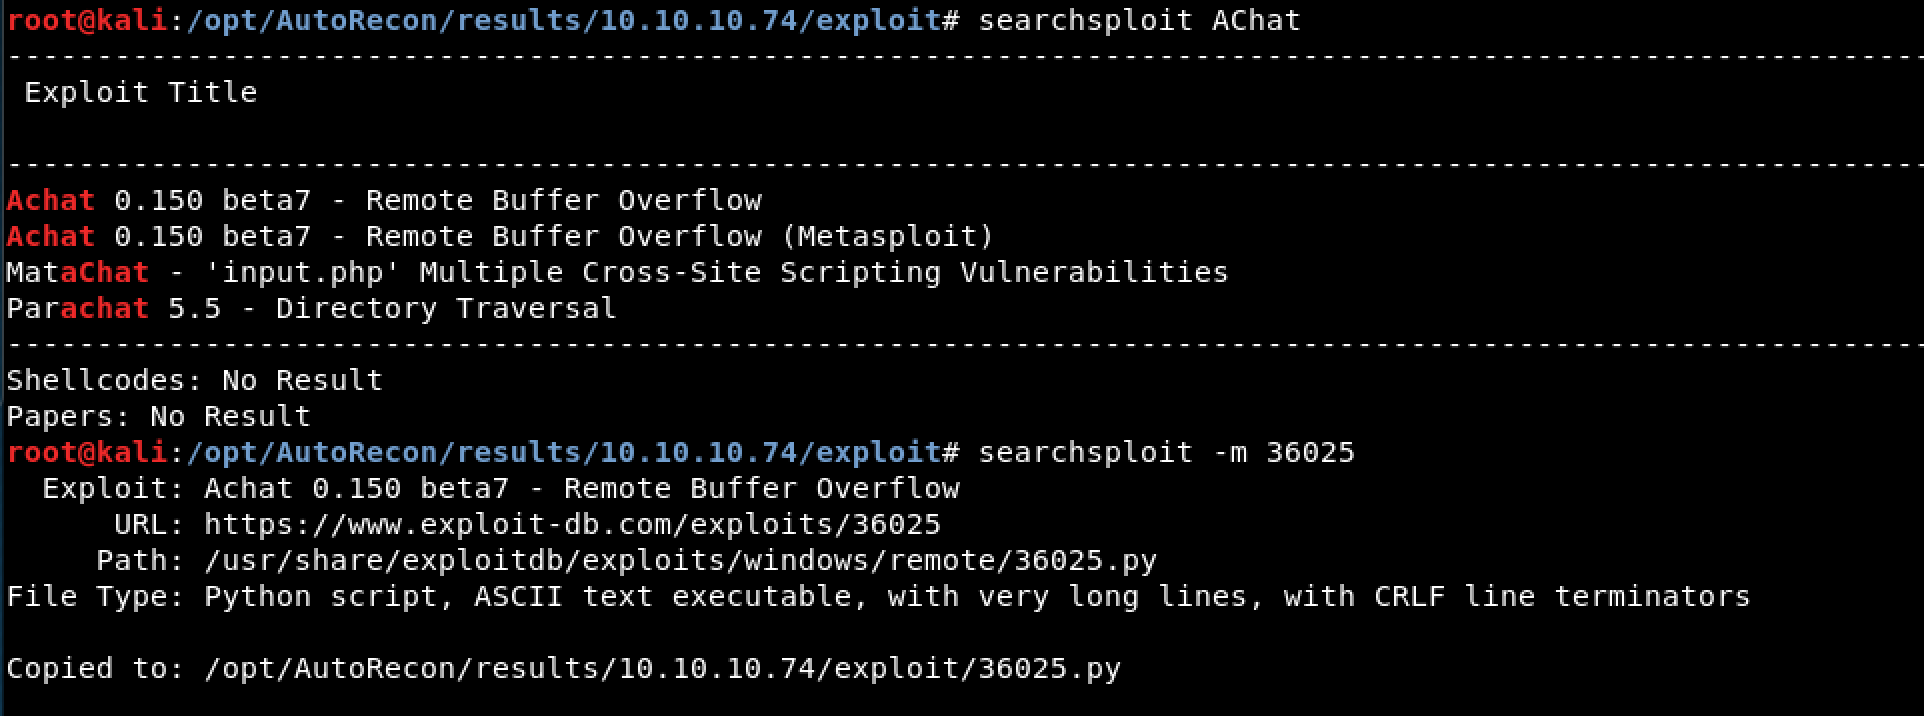 root@kali:/opt/AutoRecon/results/10.10.10.74/exploit# searchsploit AChat
---------------------------------------------------------------------------------------------------------
 Exploit Title
---------------------------------------------------------------------------------------------------------
Achat 0.150 beta7 - Remote Buffer Overflow
Achat 0.150 beta7 - Remote Buffer Overflow (Metasploit)
MataChat - 'input.php' Multiple Cross-Site Scripting Vulnerabilities
Parachat 5.5 - Directory Traversal
---------------------------------------------------------------------------------------------------------
Shellcodes: No Result
Papers: No Result
root@kali:/opt/AutoRecon/results/10.10.10.74/exploit# searchsploit -m 36025
  Exploit: Achat 0.150 beta7 - Remote Buffer Overflow
      URL: https://www.exploit-db.com/exploits/36025
     Path: /usr/share/exploitdb/exploits/windows/remote/36025.py
File Type: Python script, ASCII text executable, with very long lines, with CRLF line terminators
Copied to: /opt/AutoRecon/results/10.10.10.74/exploit/36025.py